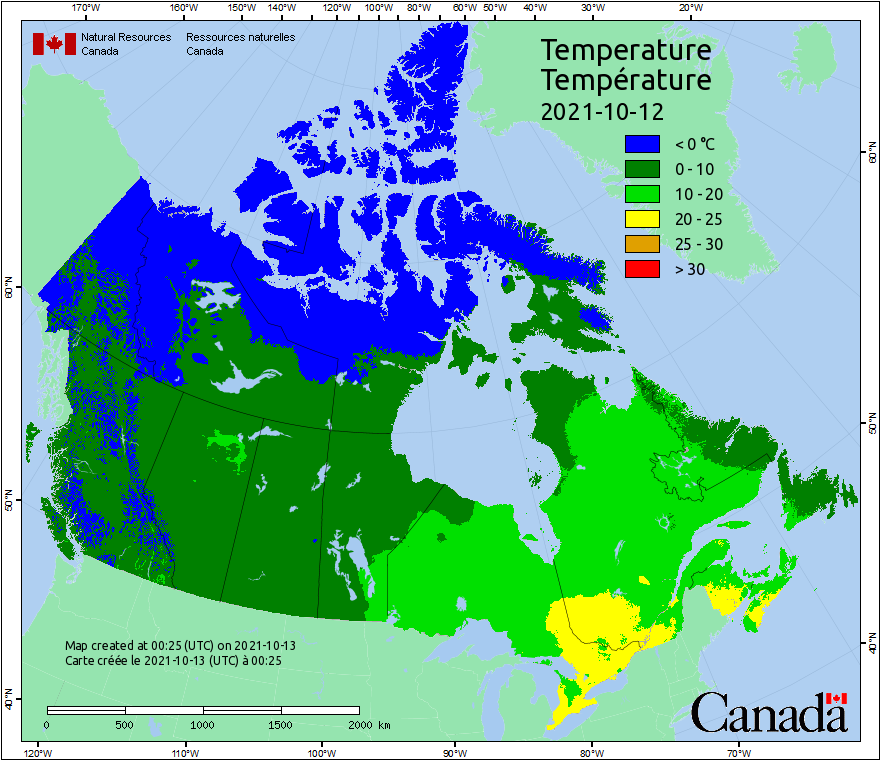 170°W 160°W 150°W 140°W 130°W 120°W 110°W 100°W 90°W 80°W 70°W 60°W 50°W 40°W 30°W 20°W
Natural Resources Canada
Ressources naturelles Canada
Temperature
Température
2021-10-12
< 0 °C
0 - 10
10 - 20
20 - 25
25 - 30
> 30
60°N
50°N
40°N
60°N
50°N
40°N
Map created at 00:25 (UTC) on 2021-10-13
Carte créée le 2021-10-13 (UTC) à 00:25
0 500 1000 1500 2000 km
Canada
120°W 110°W 100°W 90°W 80°W 70°W